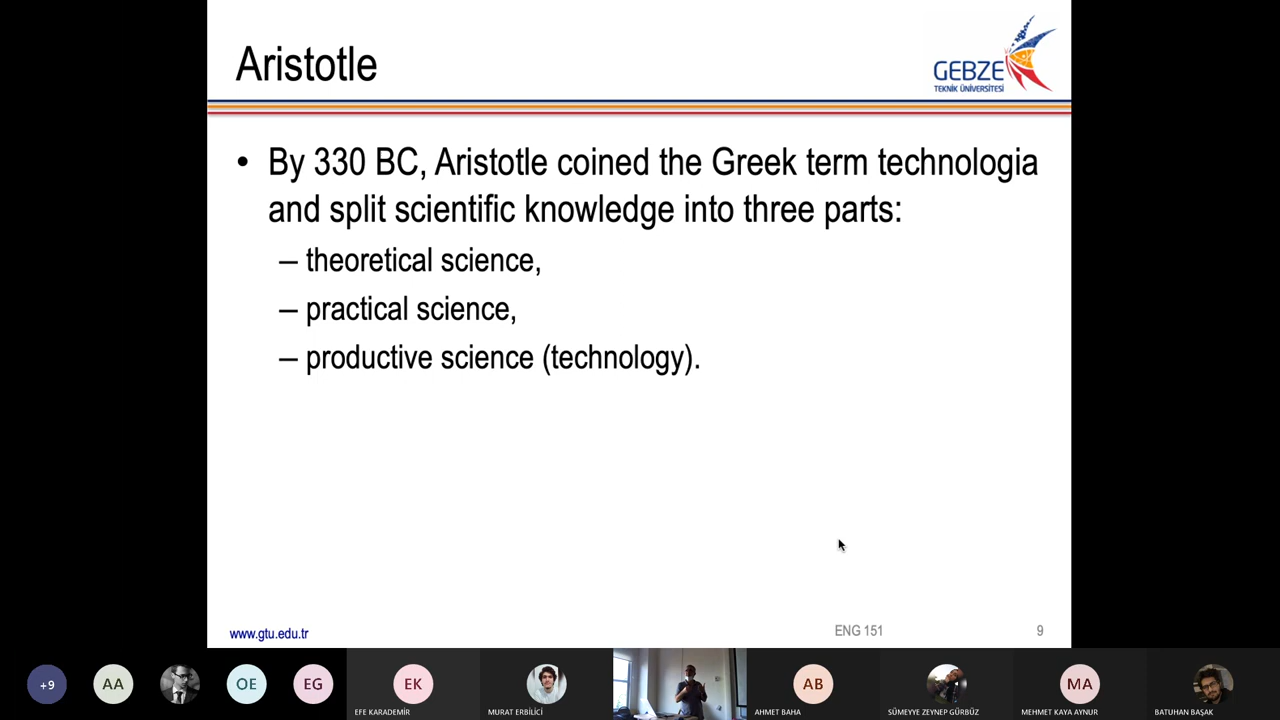 Aristotle
GEBZE
TEKNİK ÜNİVERSİTESİ
• By 330 BC, Aristotle coined the Greek term technologia
and split scientific knowledge into three parts:
– theoretical science,
– practical science,
– productive science (technology).
www.gtu.edu.tr
ENG 151
9
+9
AA
OE
EG
EK
AB
MA
EFE KARADEMİR
MURAT ERBİLİCİ
AHMET BAHA
SÜMEYYE ZEYNEP GÜRBÜZ
MEHMET KAYA AYNUR
BATUHAN BAŞAK